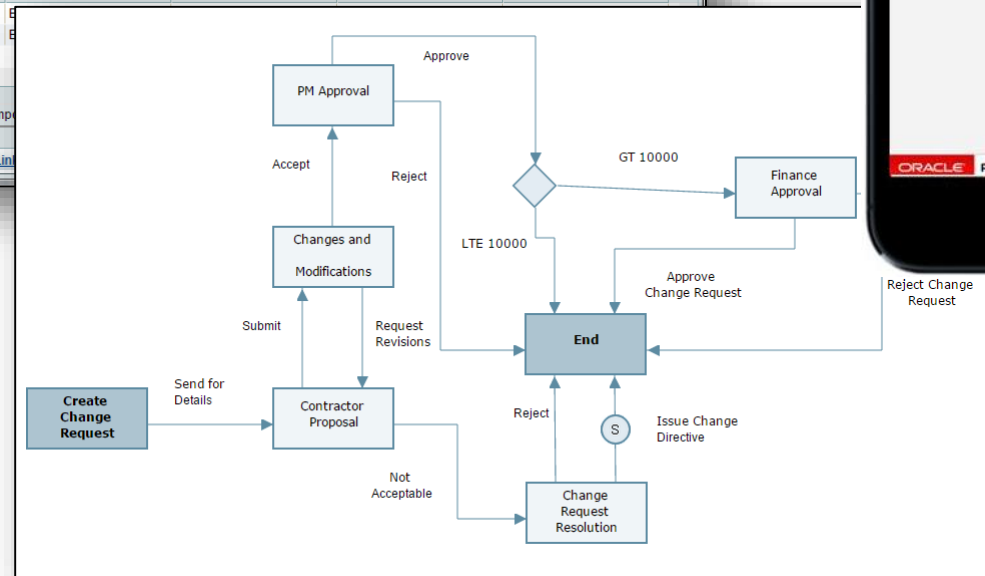 Approve
PM Approval
GT 10000
ORACLE
Accept
Reject
Finance
Approval
Changes and
Modifications
LTE 10000
Approve
Change Request
Reject Change
Request
Submit
Request
Revisions
End
Send for
Details
Create
Change
Request
Contractor
Proposal
Reject
S
Issue Change
Directive
Not
Acceptable
Change
Request
Resolution